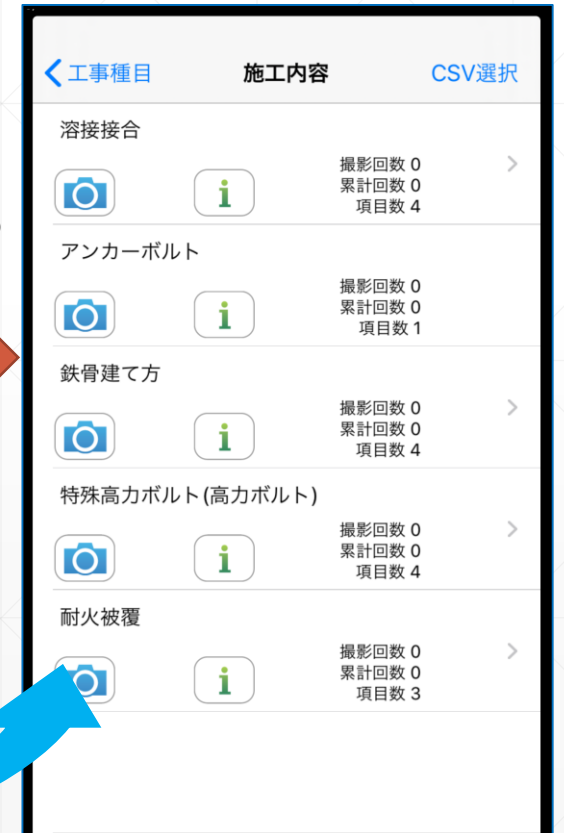 工事種目 施工内容 CSV選択
溶接接合
撮影回数 0
累計回数 0
項目数 4
アンカーボルト
撮影回数 0
累計回数 0
項目数 1
鉄骨建て方
撮影回数 0
累計回数 0
項目数 4
特殊高力ボルト(高力ボルト)
撮影回数 0
累計回数 0
項目数 4
耐火被覆
撮影回数 0
累計回数 0
項目数 3